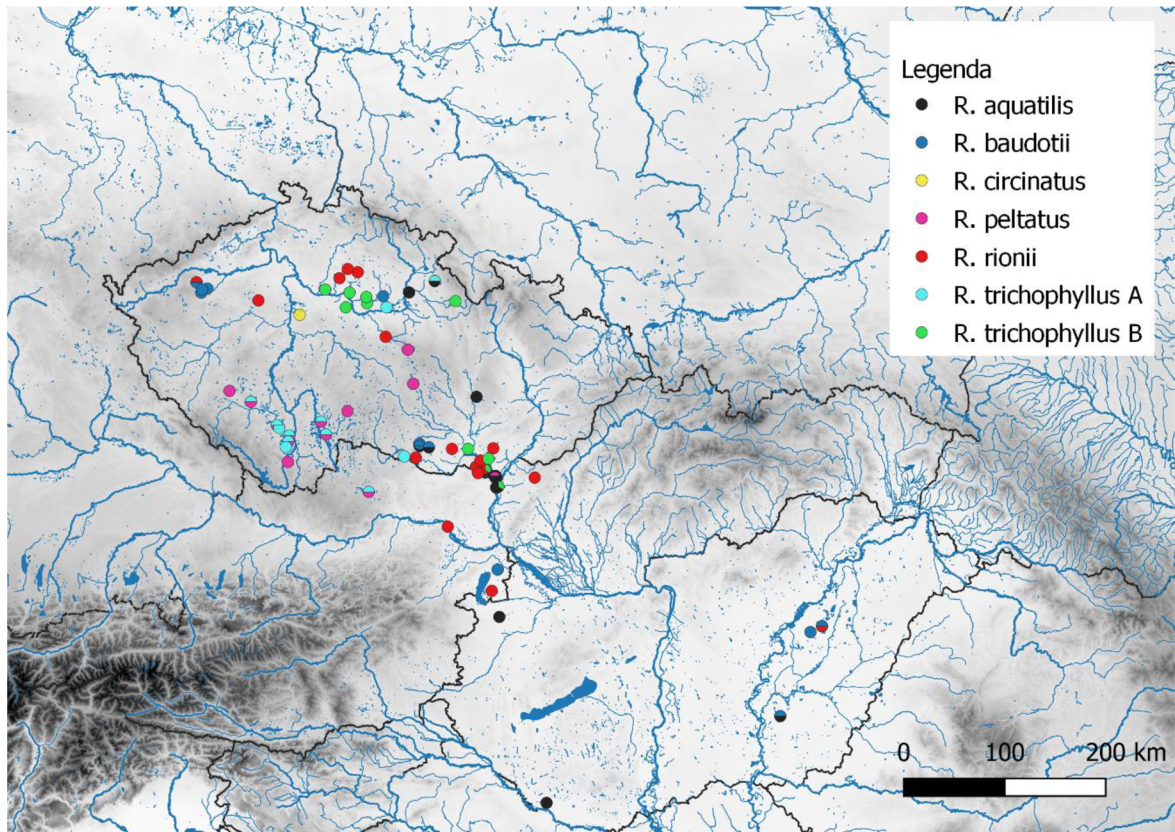 Legenda
R. aquatilis
R. baudotii
R. circinatus
R. peltatus
R. rionii
R. trichophyllus A
R. trichophyllus B
0 100 200 km